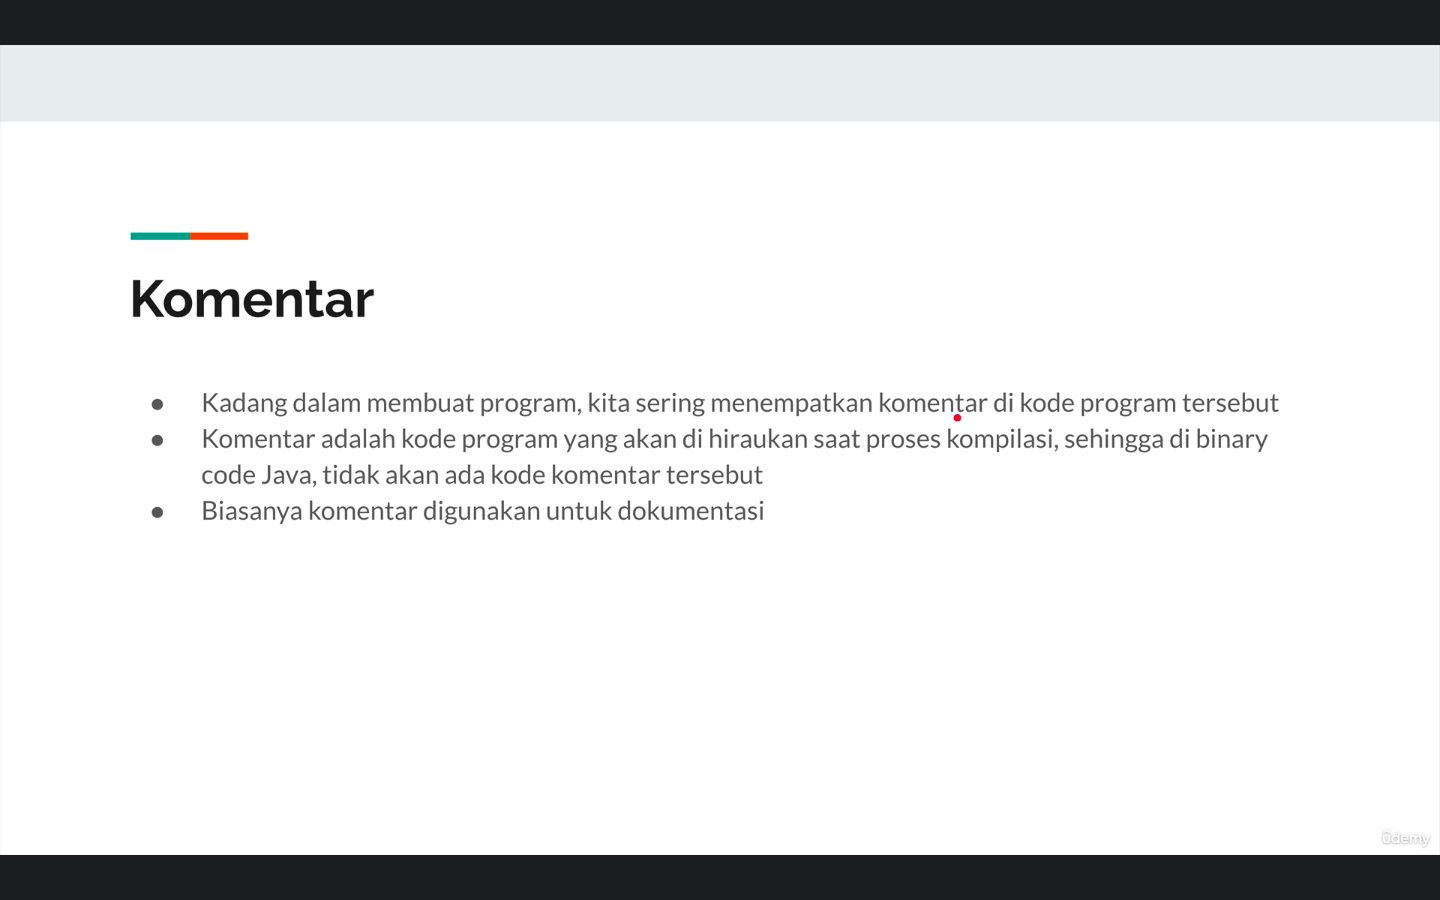 Komentar
● Kadang dalam membuat program, kita sering menempatkan komentar di kode program tersebut
● Komentar adalah kode program yang akan di hiraukan saat proses kompilasi, sehingga di binary
code Java, tidak akan ada kode komentar tersebut
● Biasanya komentar digunakan untuk dokumentasi
ûdemy